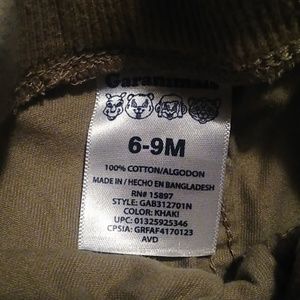 Garanimals
6-9M
100% COTTON/ALGODON
MADE IN / HECHO EN BANGLADESH
RN# 15897
STYLE: GAB312701N
COLOR: KHAKI
UPC: 01325925346
CPSIA: GRFAF4170123
AVD